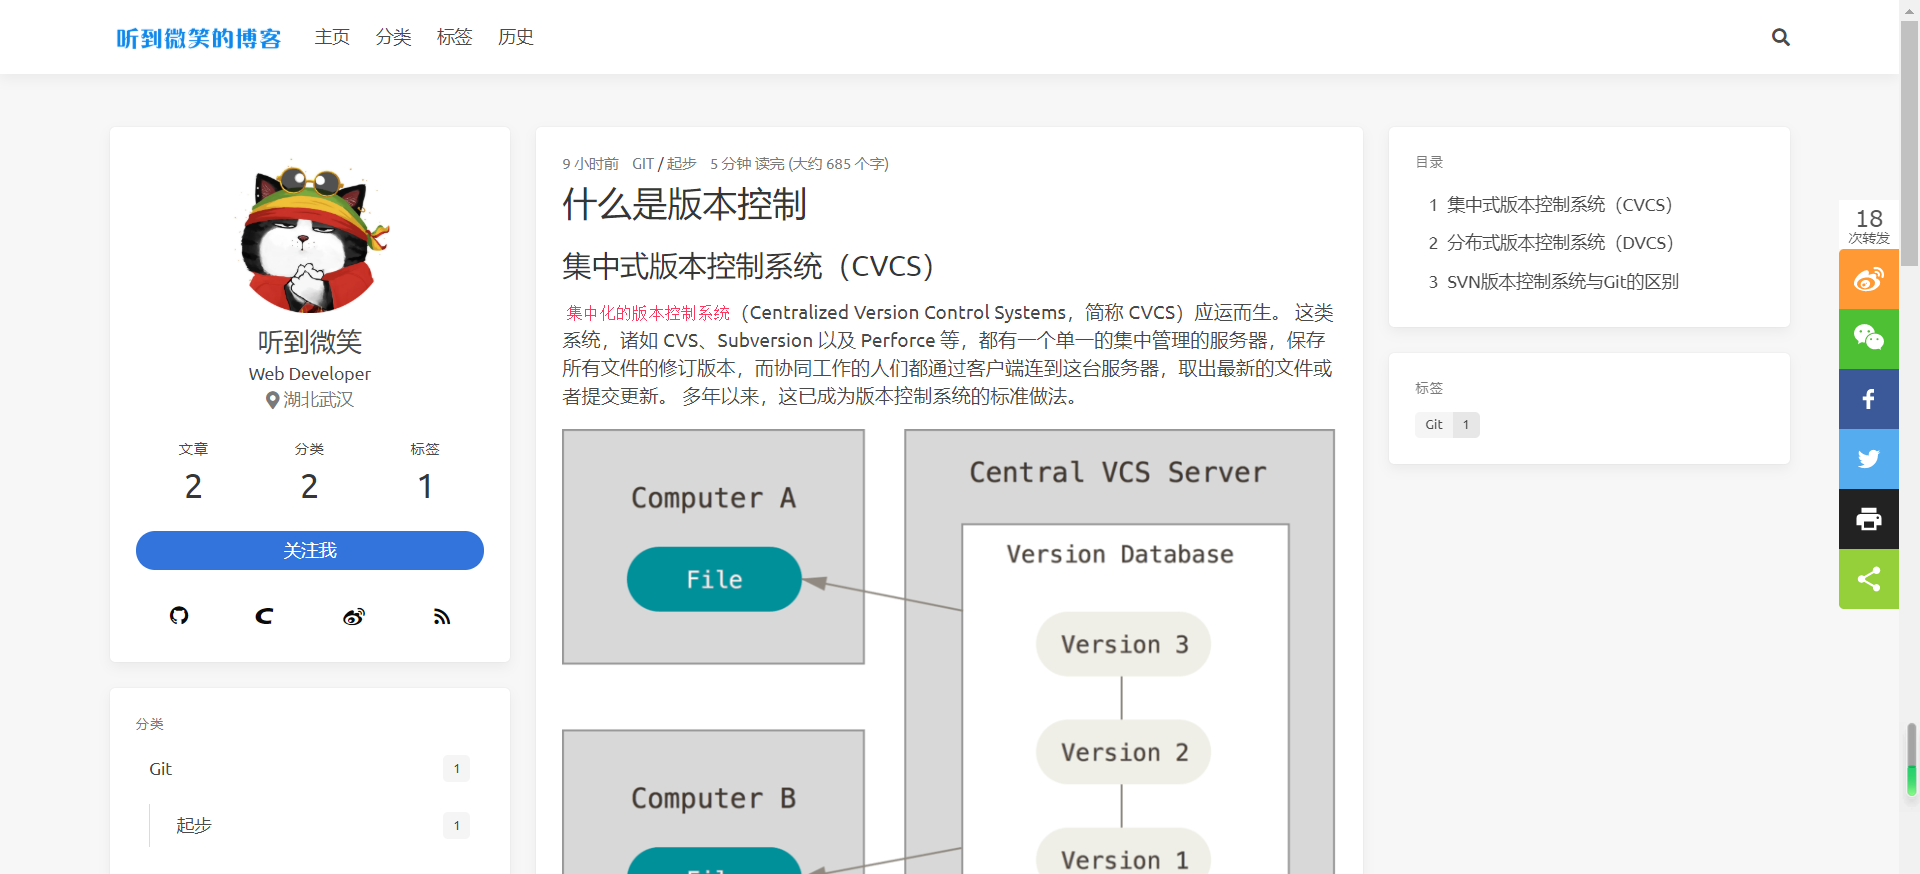 听到微笑的博客
主页
分类
标签
历史
听到微笑
Web Developer
湖北武汉
文章
分类
标签
2
2
1
关注我
分类
Git
1
起步
1
9 小时前 GIT / 起步 5 分钟 读完 (大约 685 个字)
什么是版本控制
集中式版本控制系统（CVCS）
集中化的版本控制系统（Centralized Version Control Systems，简称 CVCS）应运而生。 这类
系统，诸如 CVS、Subversion 以及 Perforce 等，都有一个单一的集中管理的服务器，保存
所有文件的修订版本，而协同工作的人们都通过客户端连到这台服务器，取出最新的文件或
者提交更新。 多年以来，这已成为版本控制系统的标准做法。
Computer A
File
Computer B
File
Central VCS Server
Version Database
Version 3
Version 2
Version 1
目录
1 集中式版本控制系统（CVCS）
2 分布式版本控制系统（DVCS）
3 SVN版本控制系统与Git的区别
标签
Git 1
18
次转发